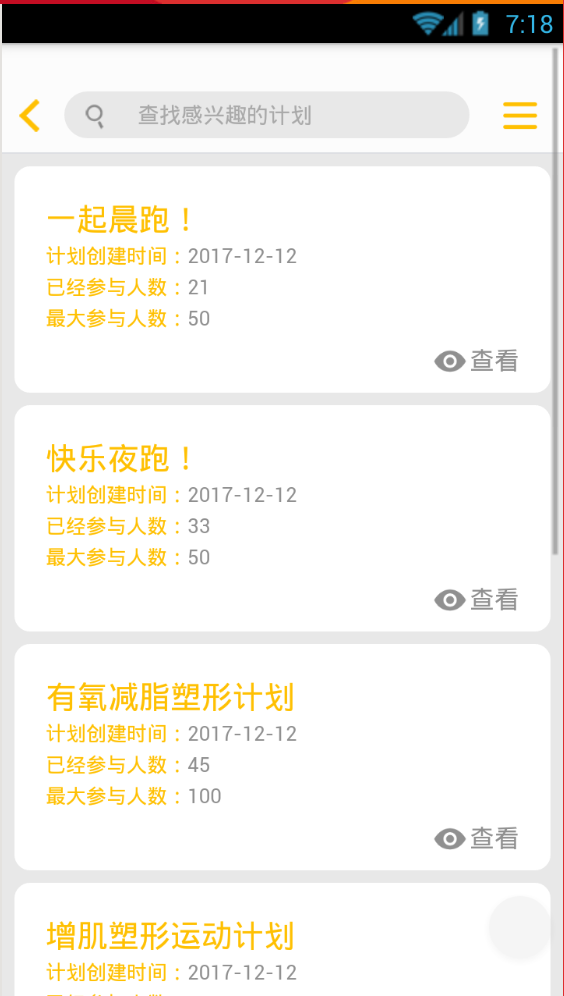 7:18
查找感兴趣的计划
一起晨跑！
计划创建时间：2017-12-12
已经参与人数：21
最大参与人数：50
查看
快乐夜跑！
计划创建时间：2017-12-12
已经参与人数：33
最大参与人数：50
查看
有氧减脂塑形计划
计划创建时间：2017-12-12
已经参与人数：45
最大参与人数：100
查看
增肌塑形运动计划
计划创建时间：2017-12-12